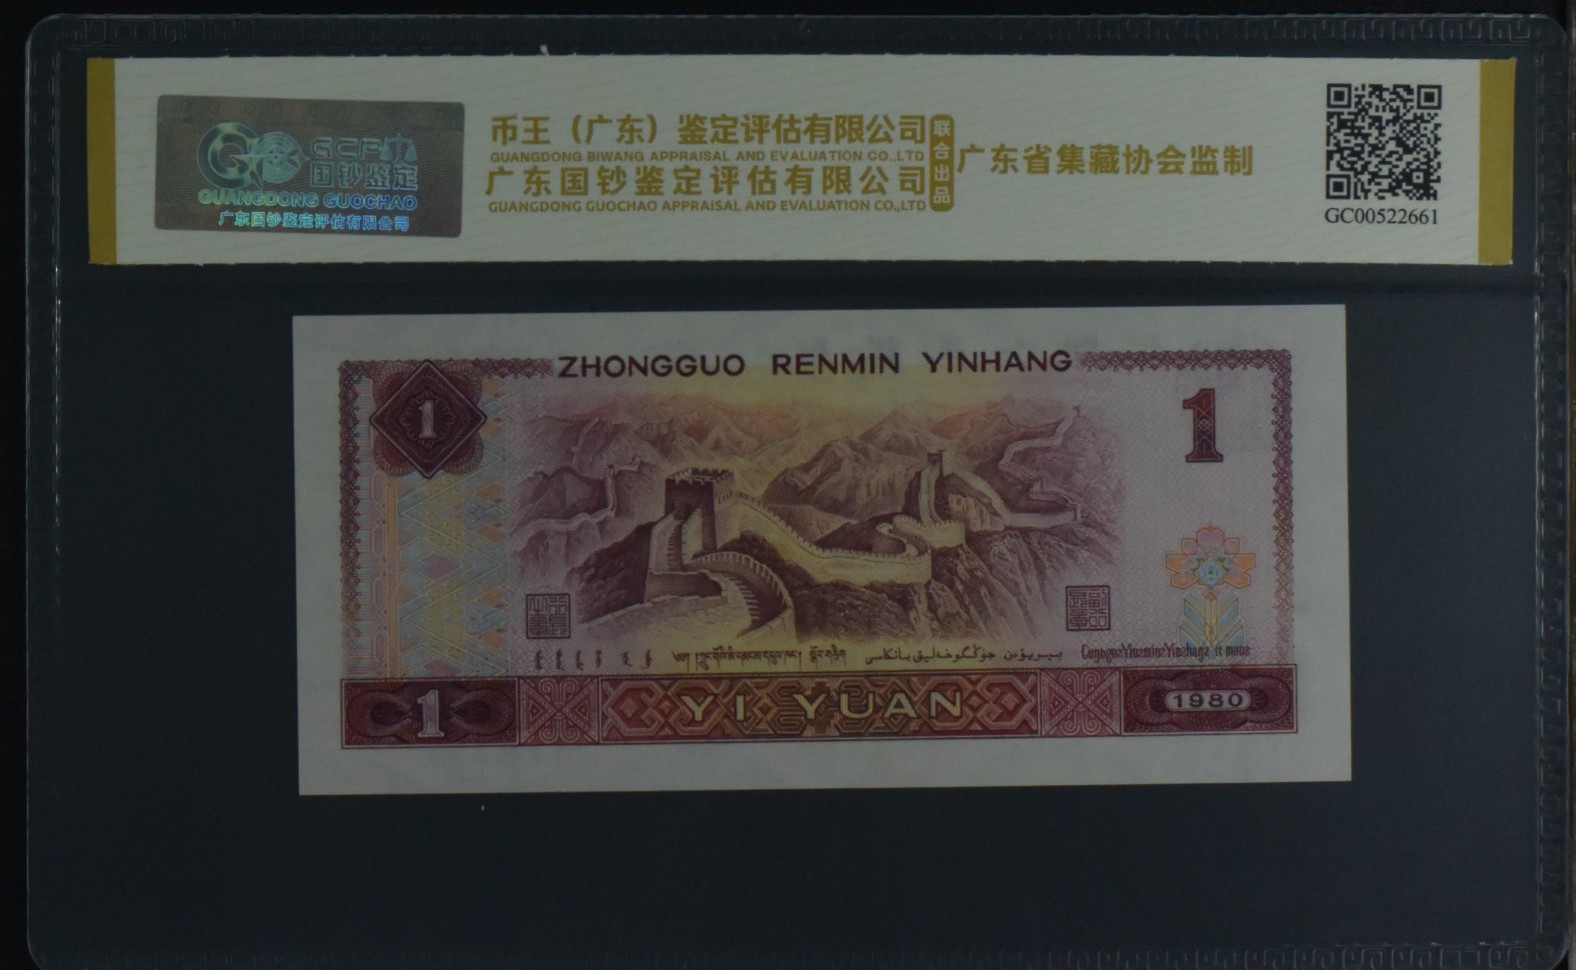 GCF
国钞鉴定
GUANGDONG GUOCHAO
广东国钞鉴定评估有限公司
币王（广东）鉴定评估有限公司
GUANGDONG BIWANG APPRAISAL AND EVALUATION CO.,LTD
广东国钞鉴定评估有限公司
GUANGDONG GUOCHAO APPRAISAL AND EVALUATION CO.,LTD
联合出品
广东省集藏协会监制
GC00522661
ZHONGGUO RENMIN YINHANG
1
1
1
YI YUAN
1980